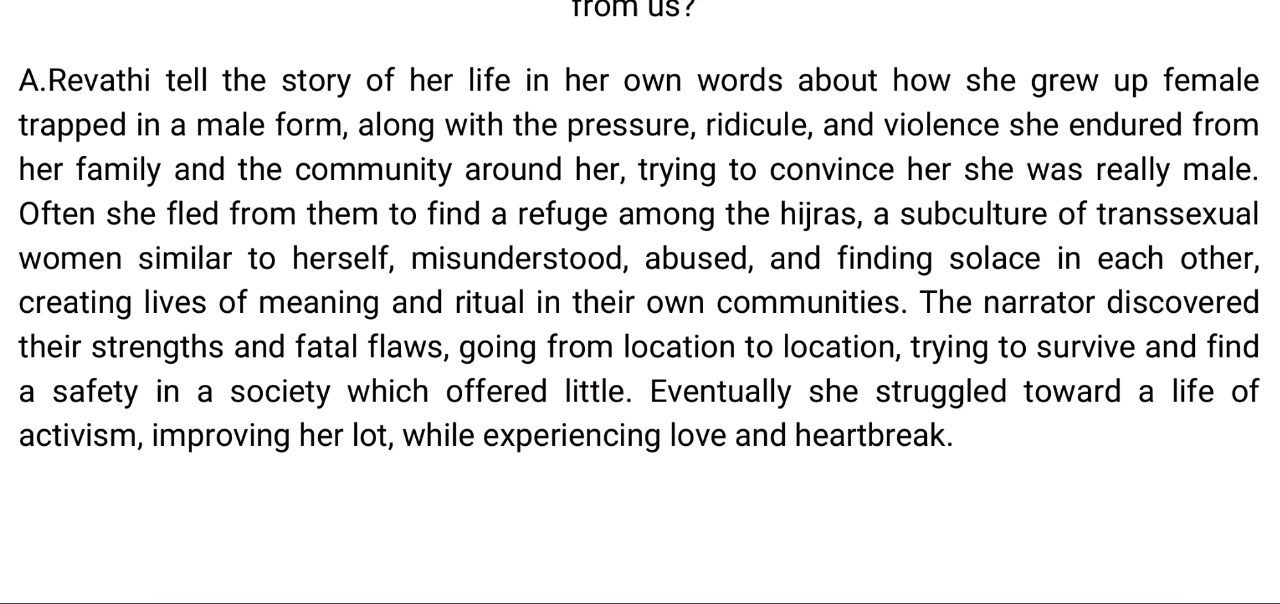 from us?
A.Revathi tell the story of her life in her own words about how she grew up female
trapped in a male form, along with the pressure, ridicule, and violence she endured from
her family and the community around her, trying to convince her she was really male.
Often she fled from them to find a refuge among the hijras, a subculture of transsexual
women similar to herself, misunderstood, abused, and finding solace in each other,
creating lives of meaning and ritual in their own communities. The narrator discovered
their strengths and fatal flaws, going from location to location, trying to survive and find
a safety in a society which offered little. Eventually she struggled toward a life of
activism, improving her lot, while experiencing love and heartbreak.